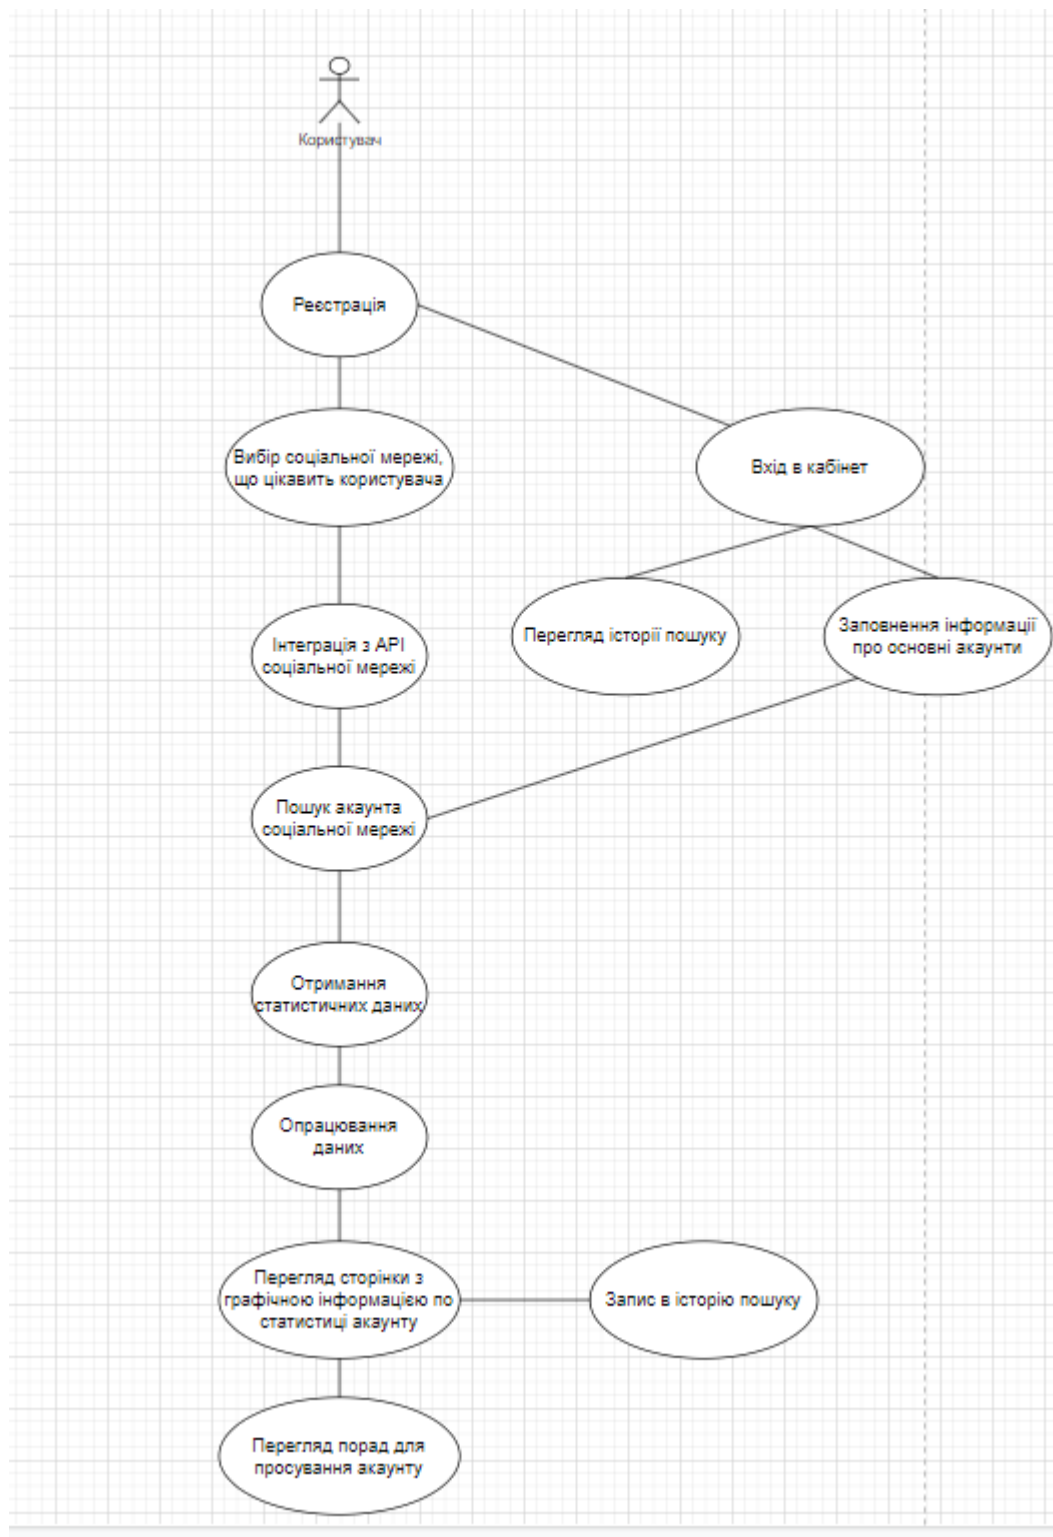 Користувач
Реєстрація
Вибір соціальної мережі,
що цікавить користувача
Вхід в кабінет
Інтеграція з API
соціальної мережі
Перегляд історії пошуку
Заповнення інформації
про основні акаунти
Пошук акаунта
соціальної мережі
Отримання
статистичних даних
Опрацювання
даних
Перегляд сторінки з
графічною інформацією по
статистиці акаунту
Запис в історію пошуку
Перегляд порад для
просування акаунту